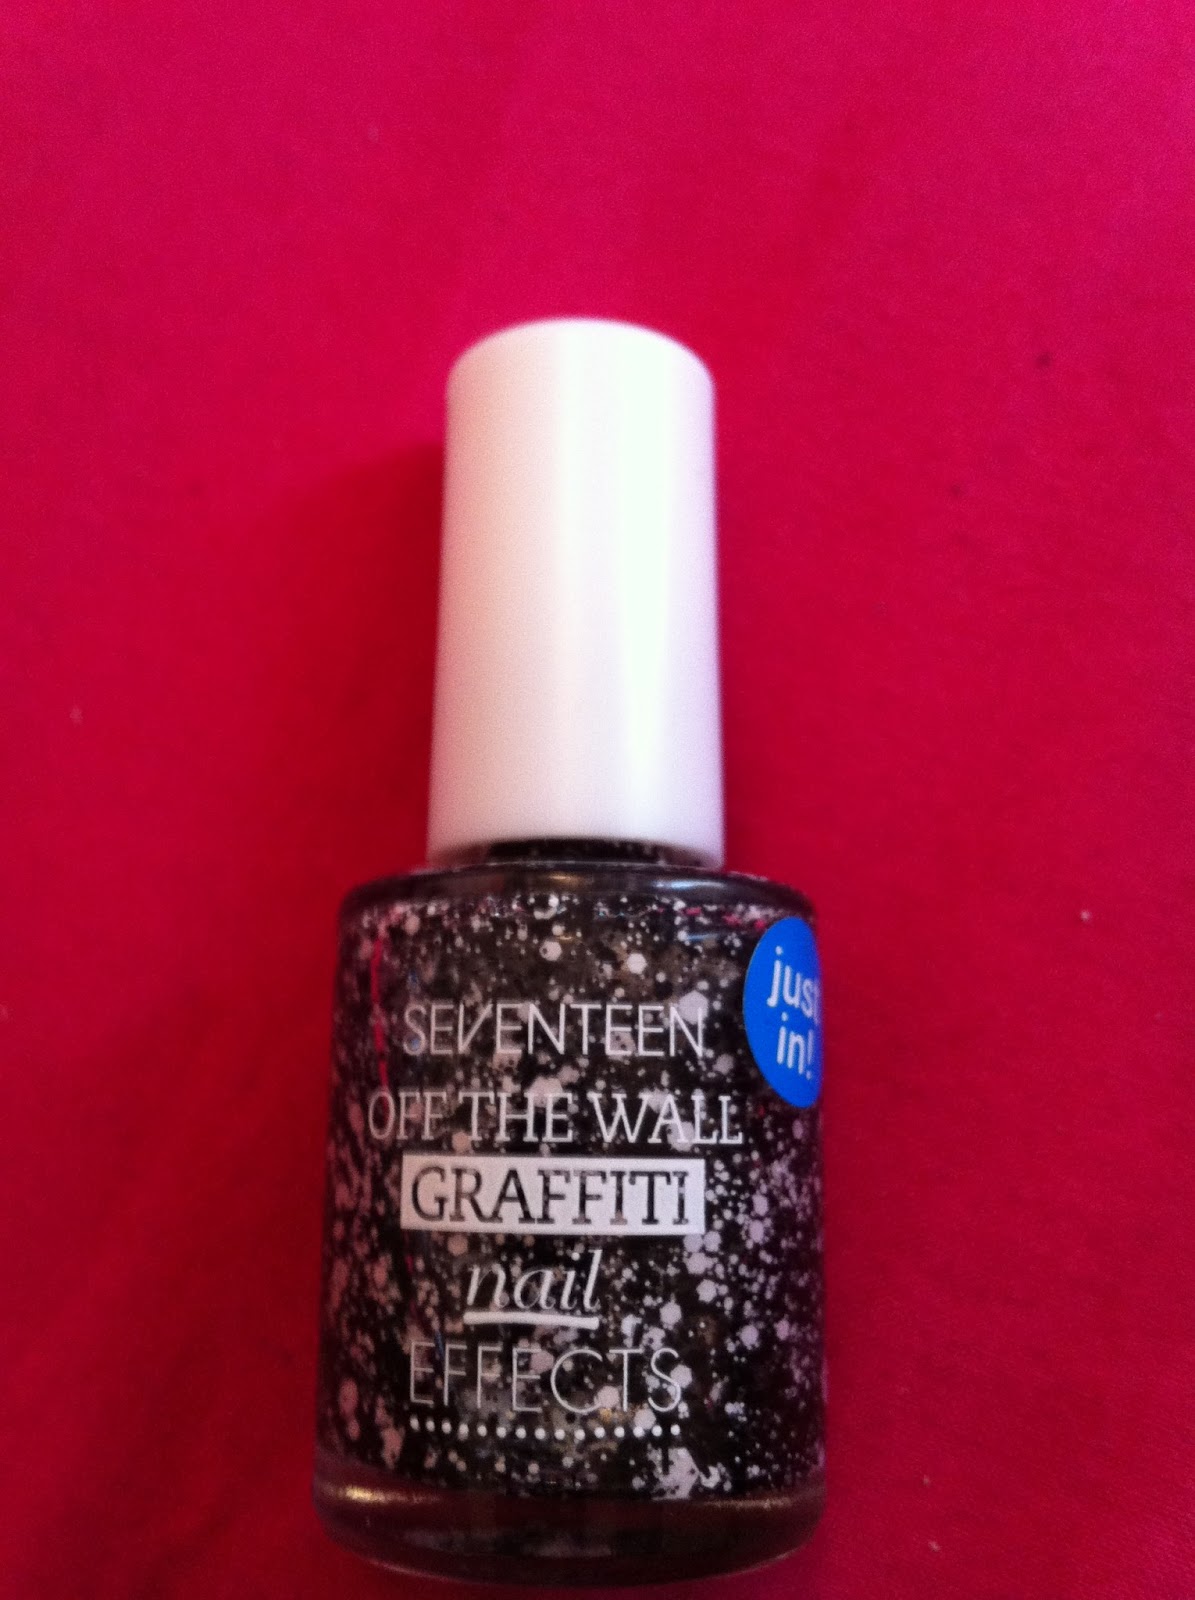 SEVENTEEN
OFF THE WALL
GRAFFITI
nail
EFFECTS
just
in!